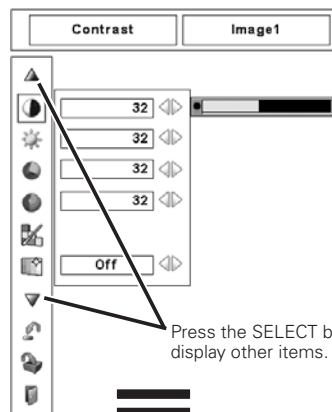 Contrast
Image1
32
32
32
32
Off
Press the SELECT b
display other items.